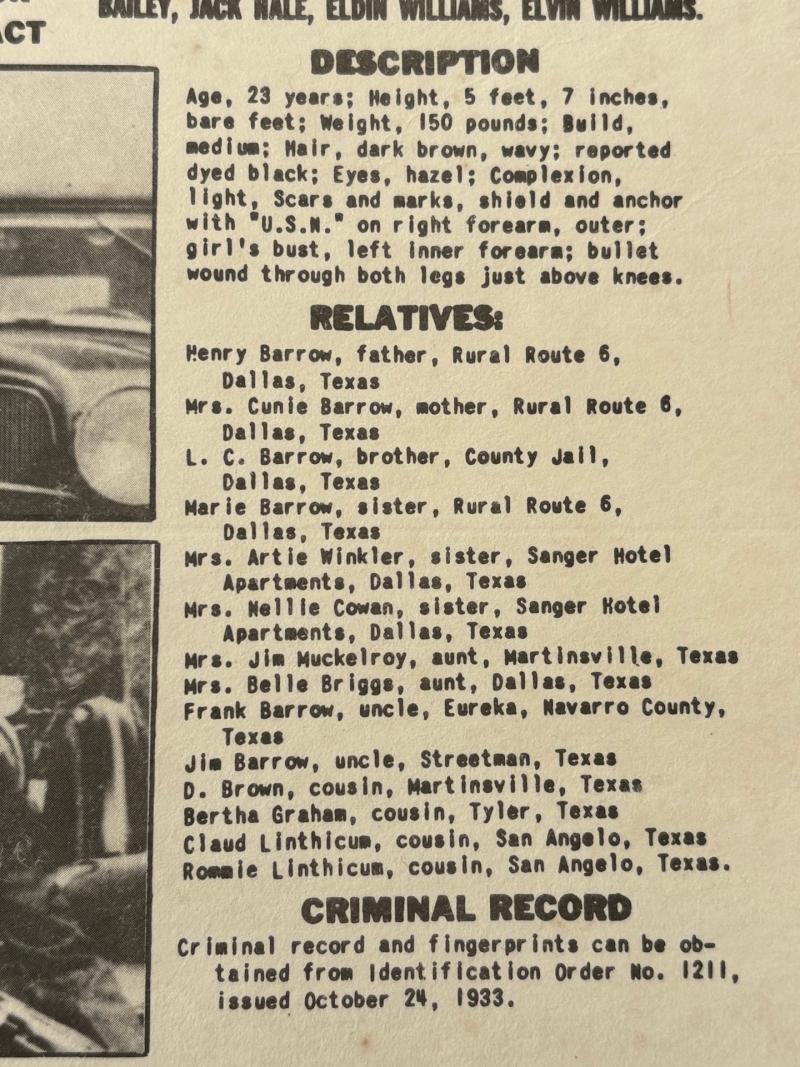 BAILEY, JACK HALE, ELDIN WILLIAMS, ELVIN WILLIAMS.
ACT
DESCRIPTION
Age, 23 years; Height, 5 feet, 7 inches,
bare feet; Weight, 150 pounds; Build,
medium; Hair, dark brown, wavy; reported
dyed black; Eyes, hazel; Complexion,
light, Scars and marks, shield and anchor
with "U.S.N." on right forearm, outer;
girl's bust, left inner forearm; bullet
wound through both legs just above knees.
RELATIVES:
Henry Barrow, father, Rural Route 6,
Dallas, Texas
Mrs. Cunie Barrow, mother, Rural Route 6,
Dallas, Texas
L. C. Barrow, brother, County Jail,
Dallas, Texas
Marie Barrow, sister, Rural Route 6,
Dallas, Texas
Mrs. Artie Winkler, sister, Sanger Hotel
Apartments, Dallas, Texas
Mrs. Nellie Cowan, sister, Sanger Hotel
Apartments, Dallas, Texas
Mrs. Jim Muckelroy, aunt, Martinsville, Texas
Mrs. Belle Briggs, aunt, Dallas, Texas
Frank Barrow, uncle, Eureka, Navarro County,
Texas
Jim Barrow, uncle, Streetman, Texas
D. Brown, cousin, Martinsville, Texas
Bertha Graham, cousin, Tyler, Texas
Claud Linthicum, cousin, San Angelo, Texas
Rommie Linthicum, cousin, San Angelo, Texas.
CRIMINAL RECORD
Criminal record and fingerprints can be ob-
tained from Identification Order No. 1211,
issued October 24, 1933.